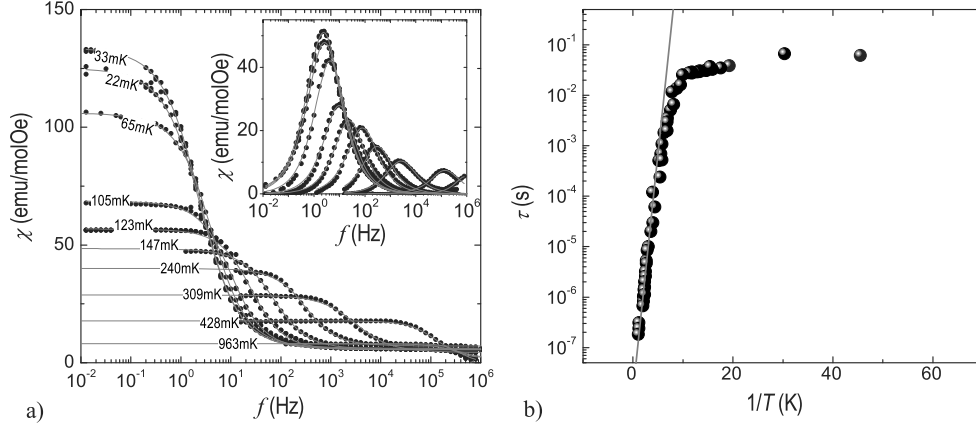 150
100
50
0
χ (emu/molOe)
33mK
22mK
65mK
105mK
123mK
147mK
240mK
309mK
428mK
963mK
10⁻² 10⁻¹ 10⁰ 10¹ 10² 10³ 10⁴ 10⁵ 10⁶
f (Hz)
a)
40
20
0
χ (emu/molOe)
10⁻² 10⁰ 10² 10⁴ 10⁶
f (Hz)
10⁻¹
10⁻²
10⁻³
10⁻⁴
10⁻⁵
10⁻⁶
10⁻⁷
τ (s)
0 20 40 60
1/T (K)
b)